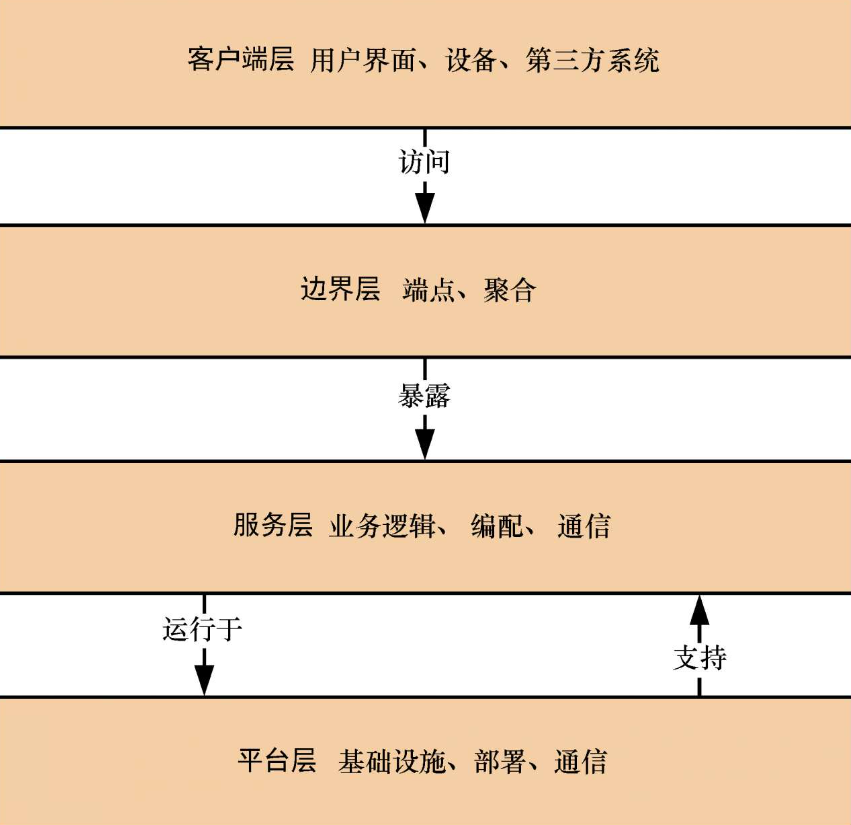 客户端层 用户界面、设备、第三方系统
访问
边界层 端点、聚合
暴露
服务层 业务逻辑、编配、通信
运行于
支持
平台层 基础设施、部署、通信